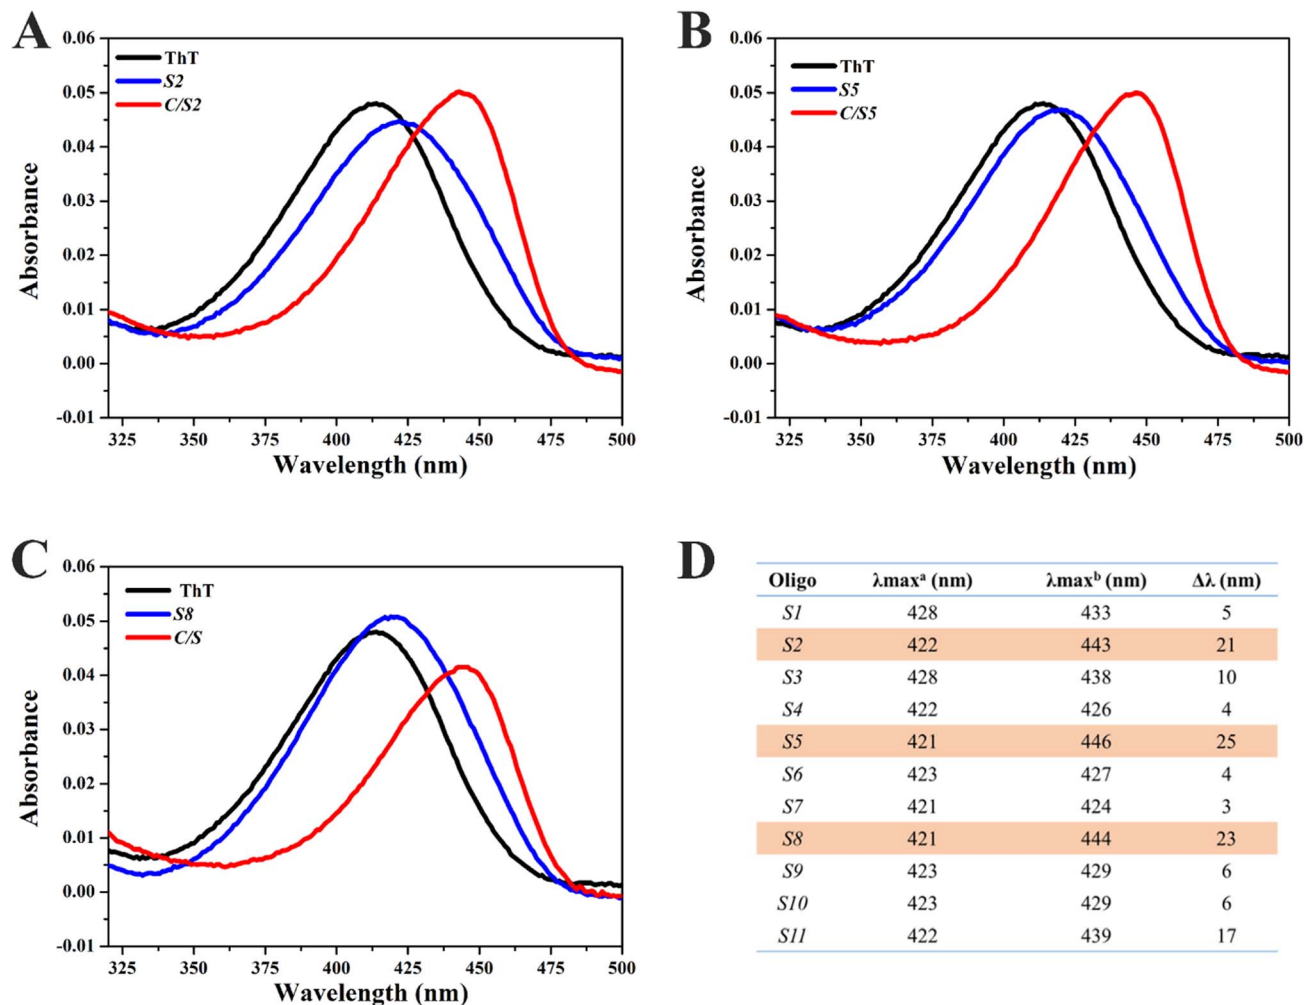 A
0.06
0.05
0.04
0.03
0.02
0.01
0.00
-0.01
Absorbance
ThT
S2
C/S2
325 350 375 400 425 450 475 500
Wavelength (nm)
B
0.06
0.05
0.04
0.03
0.02
0.01
0.00
-0.01
Absorbance
ThT
S5
C/S5
325 350 375 400 425 450 475 500
Wavelength (nm)
C
0.06
0.05
0.04
0.03
0.02
0.01
0.00
-0.01
Absorbance
ThT
S8
C/S
325 350 375 400 425 450 475 500
Wavelength (nm)
D
Oligo λmaxᵃ (nm) λmaxᵇ (nm) Δλ (nm)
S1 428 433 5
S2 422 443 21
S3 428 438 10
S4 422 426 4
S5 421 446 25
S6 423 427 4
S7 421 424 3
S8 421 444 23
S9 423 429 6
S10 423 429 6
S11 422 439 17